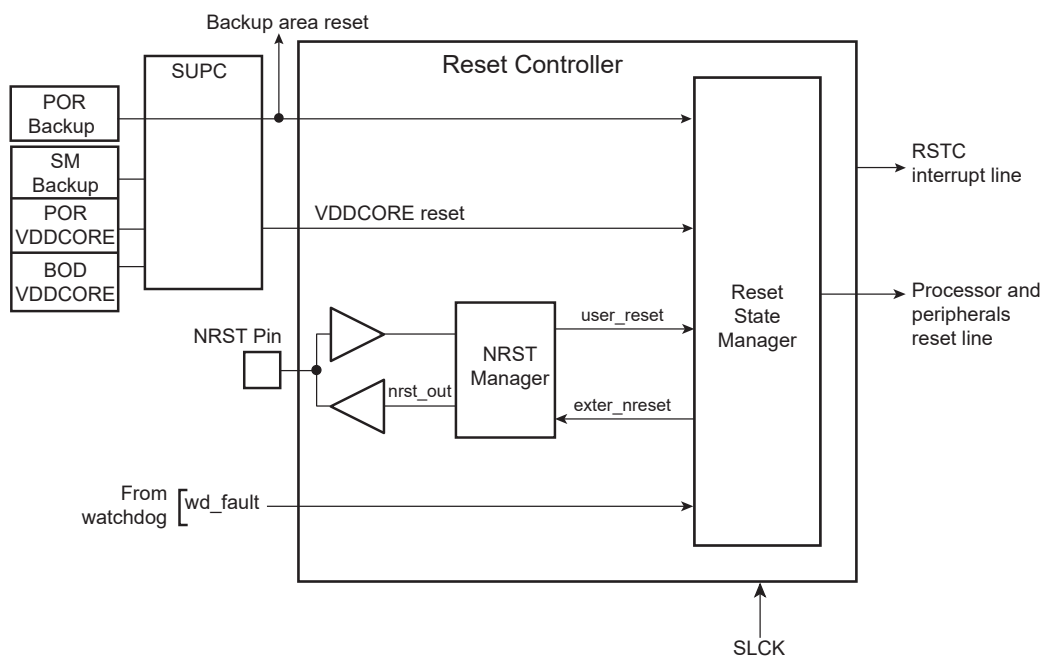 Backup area reset
Reset Controller
SUPC
POR
Backup
SM
Backup
POR
VDDCORE
BOD
VDDCORE
VDDCORE reset
RSTC
interrupt line
Reset
State
Manager
Processor and
peripherals
reset line
NRST Pin
NRST
Manager
user_reset
nrst_out
exter_nreset
From
watchdog
wd_fault
SLCK